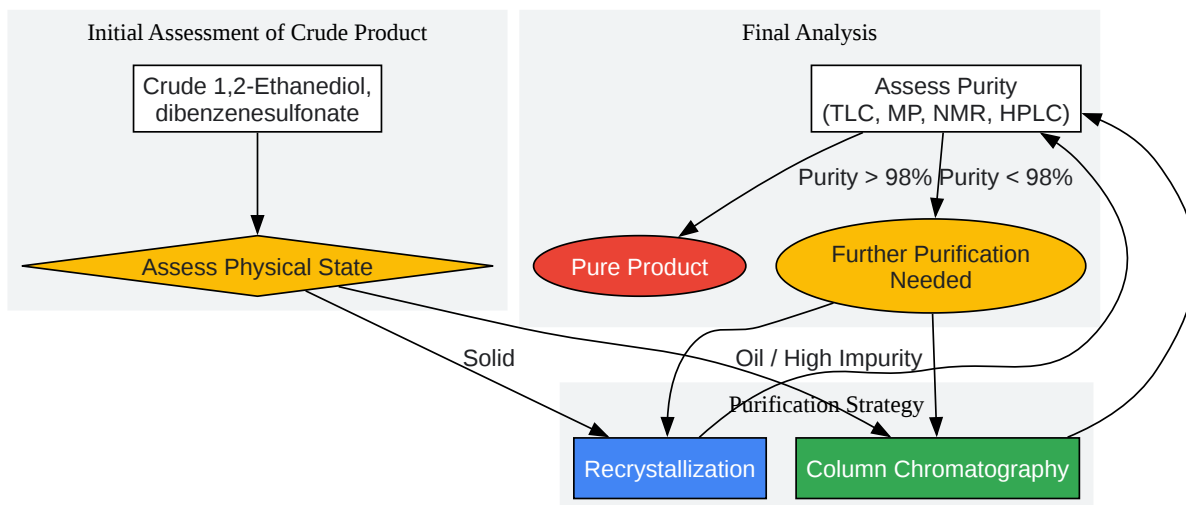 Initial Assessment of Crude Product
Crude 1,2-Ethanediol,
dibenzenesulfonate
Assess Physical State
Final Analysis
Assess Purity
(TLC, MP, NMR, HPLC)
Purity > 98%
Purity < 98%
Pure Product
Further Purification
Needed
Solid
Oil / High Impurity
Purification Strategy
Recrystallization
Column Chromatography